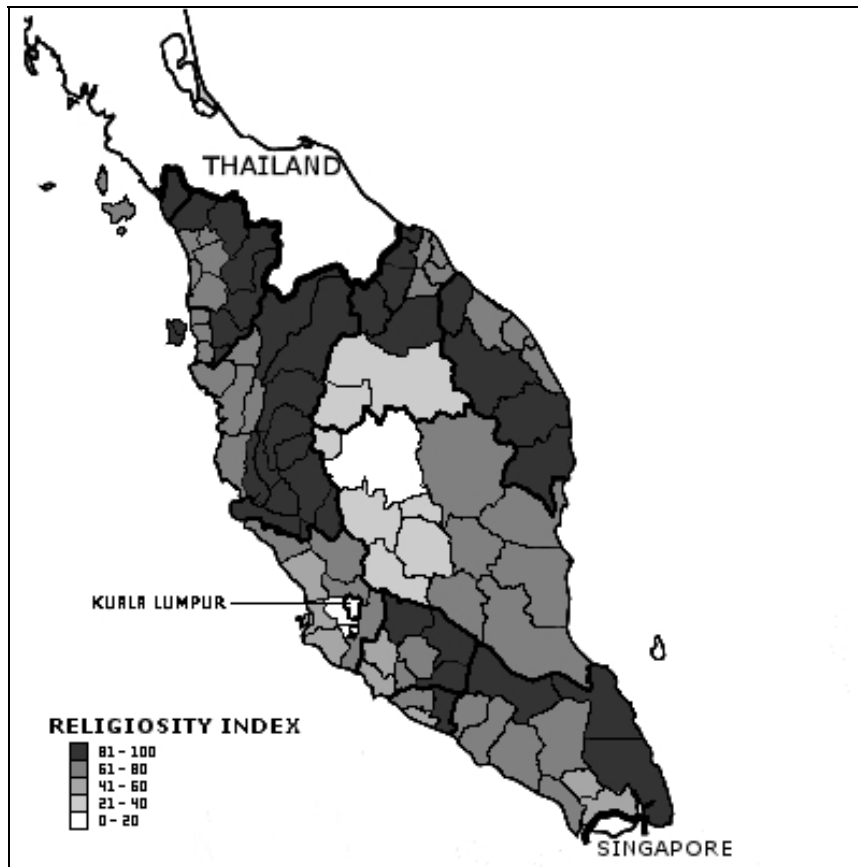 THAILAND
KUALA LUMPUR
RELIGIOSITY INDEX
81 - 100
61 - 80
41 - 60
21 - 40
0 - 20
SINGAPORE